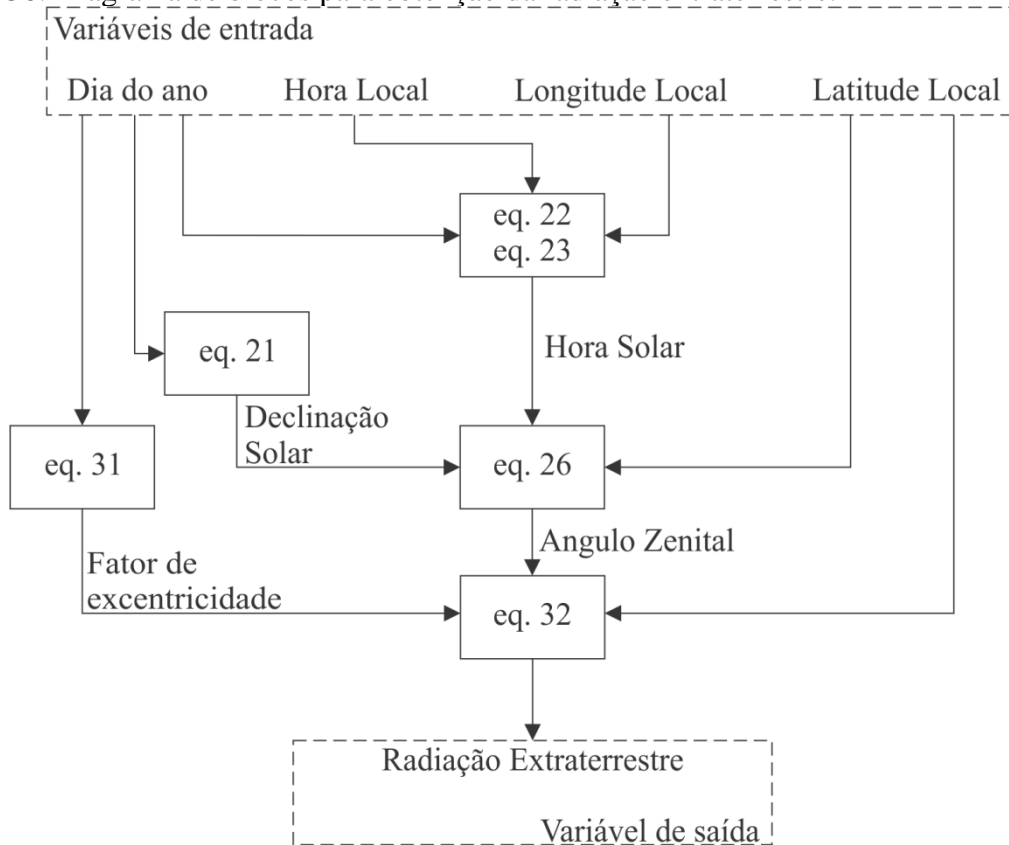 Variáveis de entrada
Dia do ano Hora Local Longitude Local Latitude Local
eq. 22
eq. 23
eq. 21
Hora Solar
Declinação
Solar
eq. 31
eq. 26
Angulo Zenital
Fator de
excentricidade
eq. 32
Radiação Extraterrestre
Variável de saída